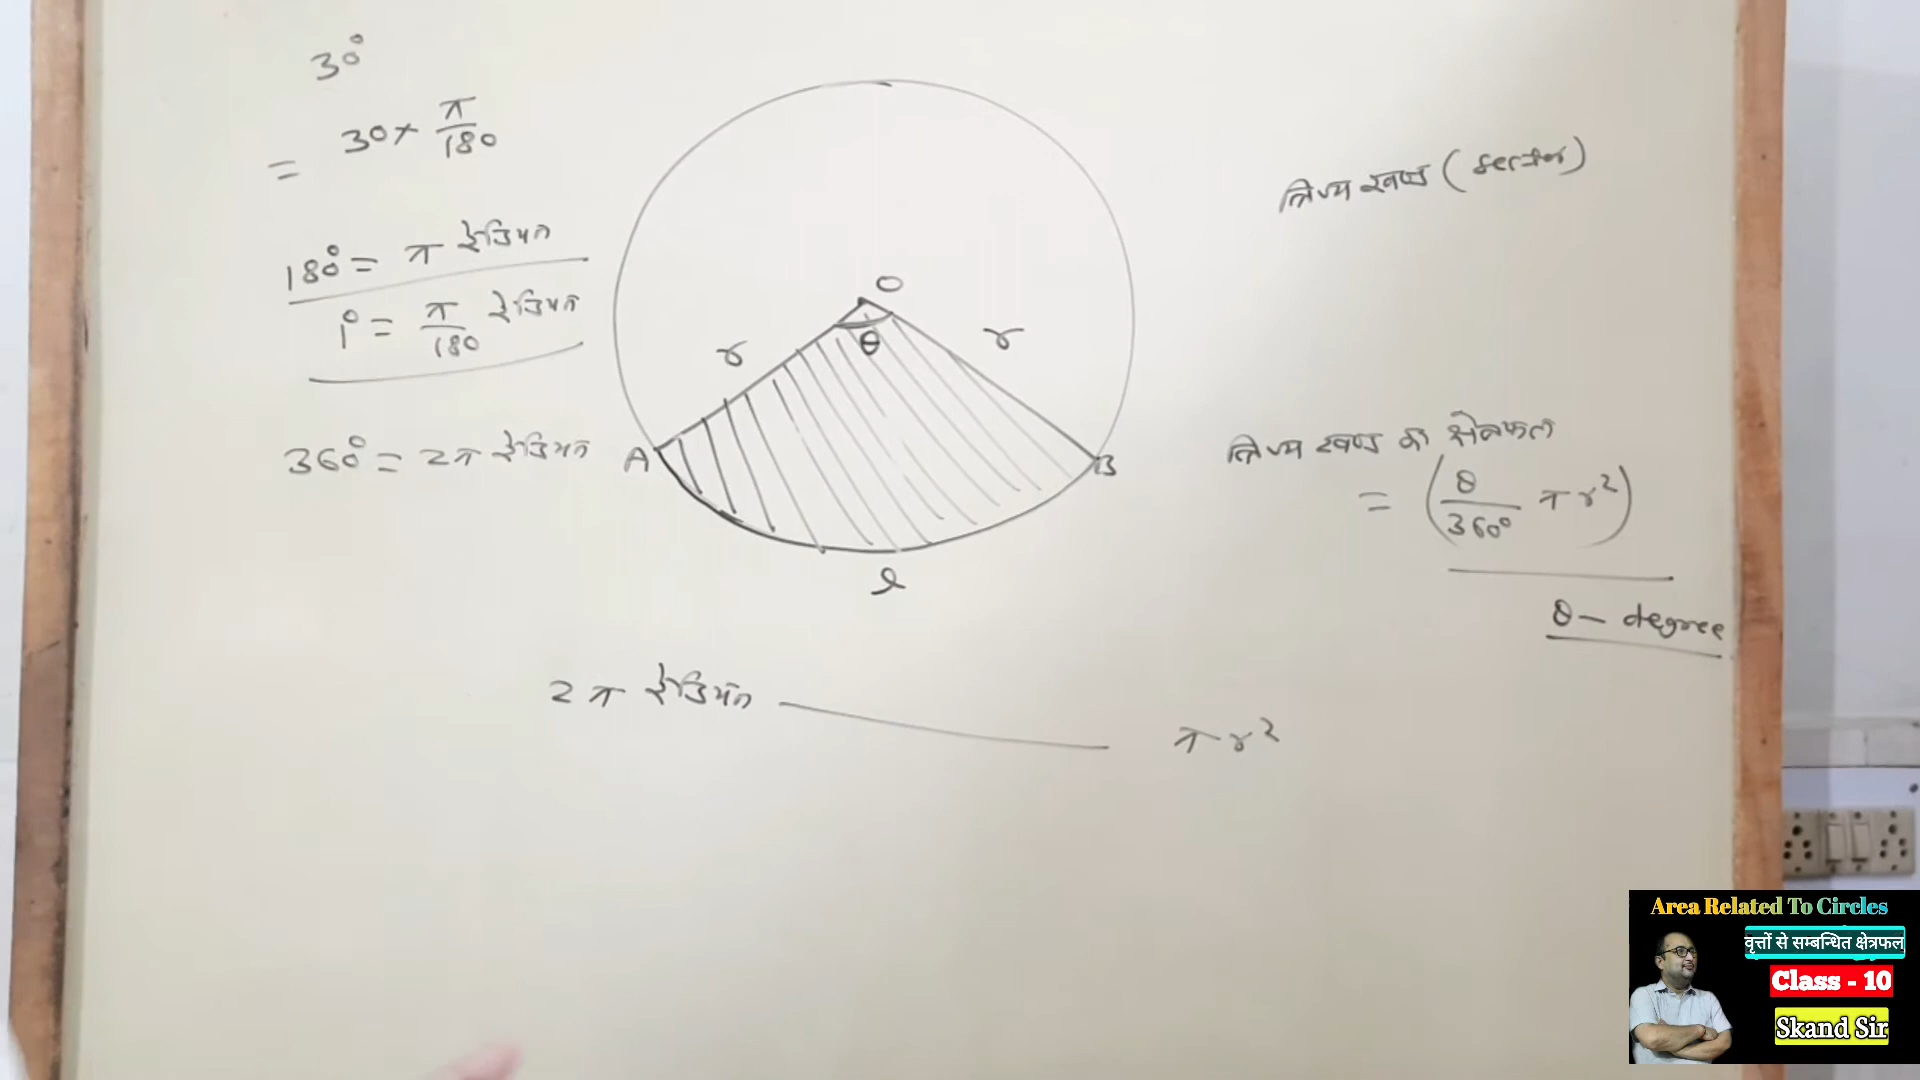 30°
= 30 × π/180
180° = π रेडियन
1° = π/180 रेडियन
360° = 2π रेडियन
O
θ
r
r
A
B
l
त्रिज्य खण्ड (sector)
त्रिज्य खण्ड का क्षेत्रफल
= (θ/360° πr²)
θ – degree
2π रेडियन — πr²
Area Related To Circles
वृत्तों से सम्बन्धित क्षेत्रफल
Class - 10
Skand Sir